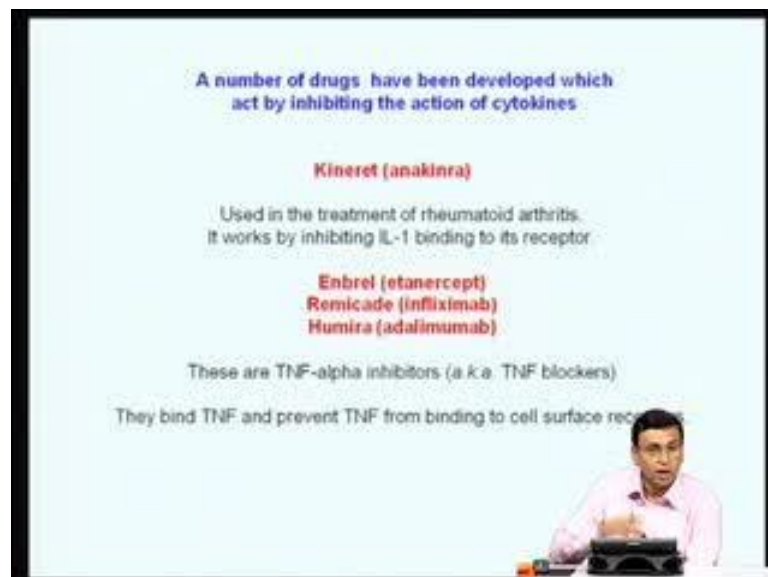 A number of drugs have been developed which
act by inhibiting the action of cytokines
Kineret (anakinra)
Used in the treatment of rheumatoid arthritis.
It works by inhibiting IL-1 binding to its receptor
Enbrel (etanercept)
Remicade (infliximab)
Humira (adalimumab)
These are TNF-alpha inhibitors (a.k.a. TNF blockers)
They bind TNF and prevent TNF from binding to cell surface